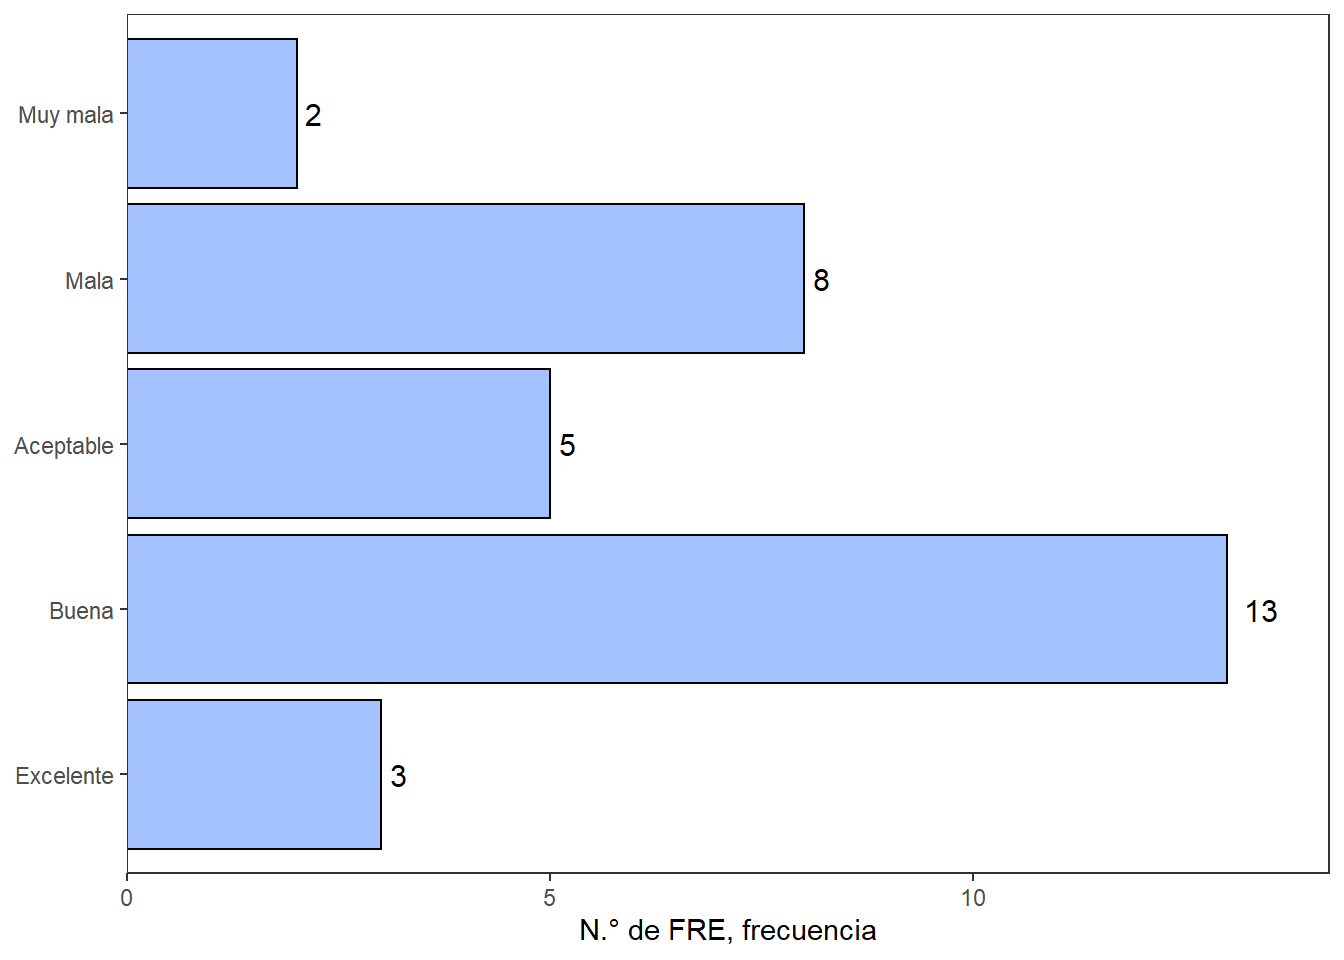 Muy mala
2
Mala
8
Aceptable
5
Buena
13
Excelente
3
0
5
10
N.° de FRE, frecuencia